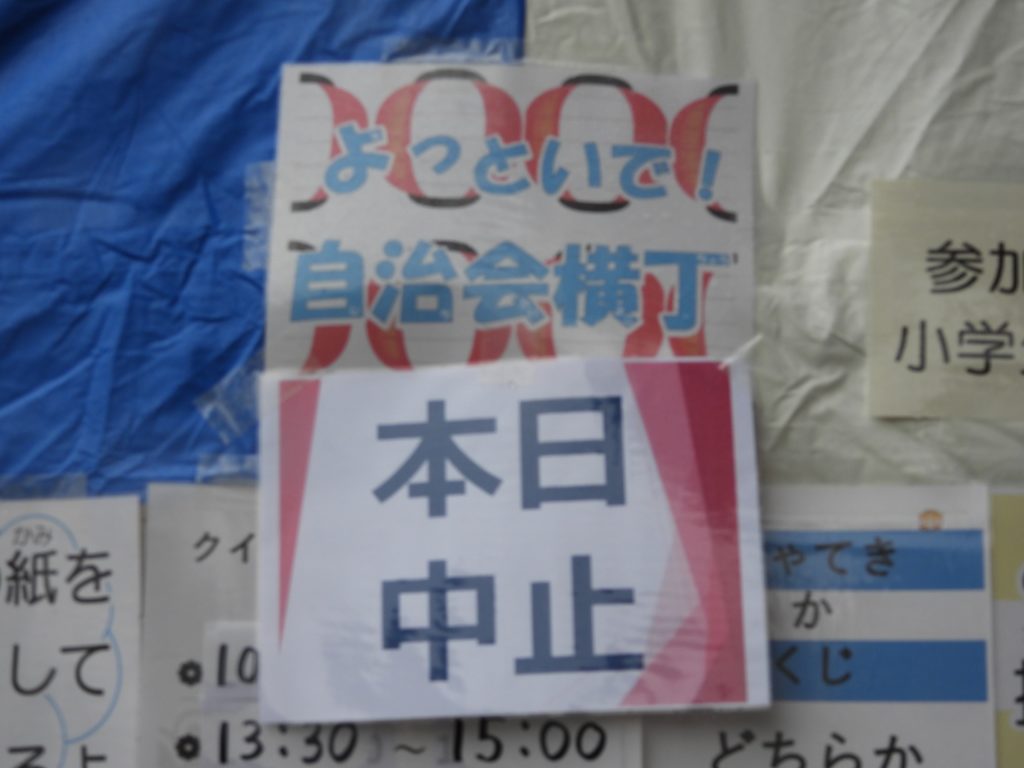 よっといで!
自治会横丁
本日
中止
参加
小学
かみ
紙を
して
クイ
10
13:30 ~ 15:00
やてき
か
くじ
どちらか